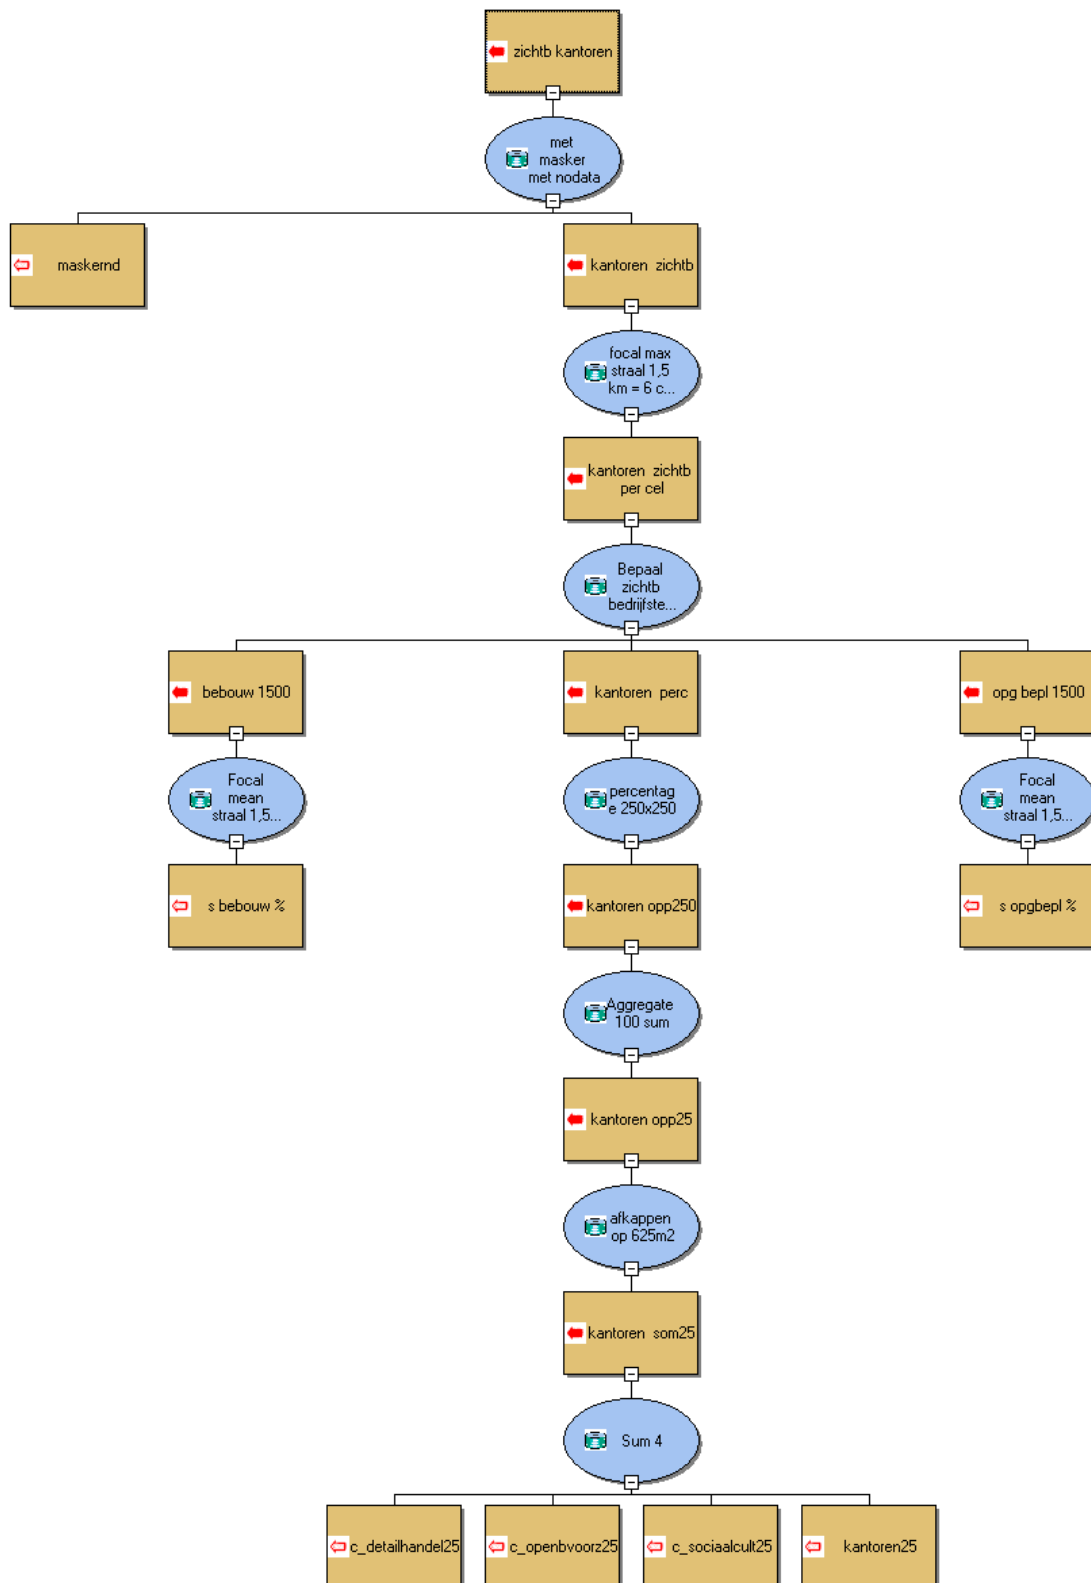 zichtb kantoren
met
masker
met nodata
maskernd
kantoren zichtb
focal max
straal 1,5
km = 6 c...
kantoren zichtb
per cel
Bepaal
zichtb
bedrijfste...
bebouw 1500
kantoren perc
opg bepl 1500
Focal
mean
straal 1,5...
percentag
e 250x250
Focal
mean
straal 1,5...
s bebouw %
kantoren opp250
s opgbepl %
Aggregate
100 sum
kantoren opp25
afkappen
op 625m2
kantoren som25
Sum 4
c_detailhandel25
c_openbvoorz25
c_sociaalcult25
kantoren25